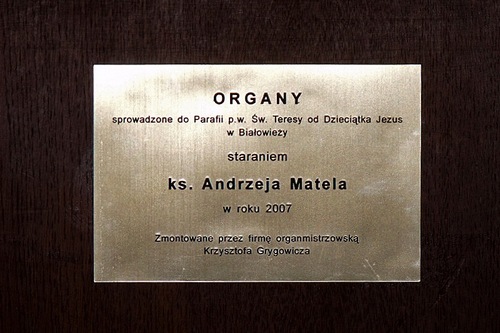 ORGANY
sprowadzone do Parafii p.w. Św. Teresy od Dzieciątka Jezus
w Białowieży
staraniem
ks. Andrzeja Matela
w roku 2007
Zmontowane przez firmę organmistrzowską
Krzysztofa Grygowicza